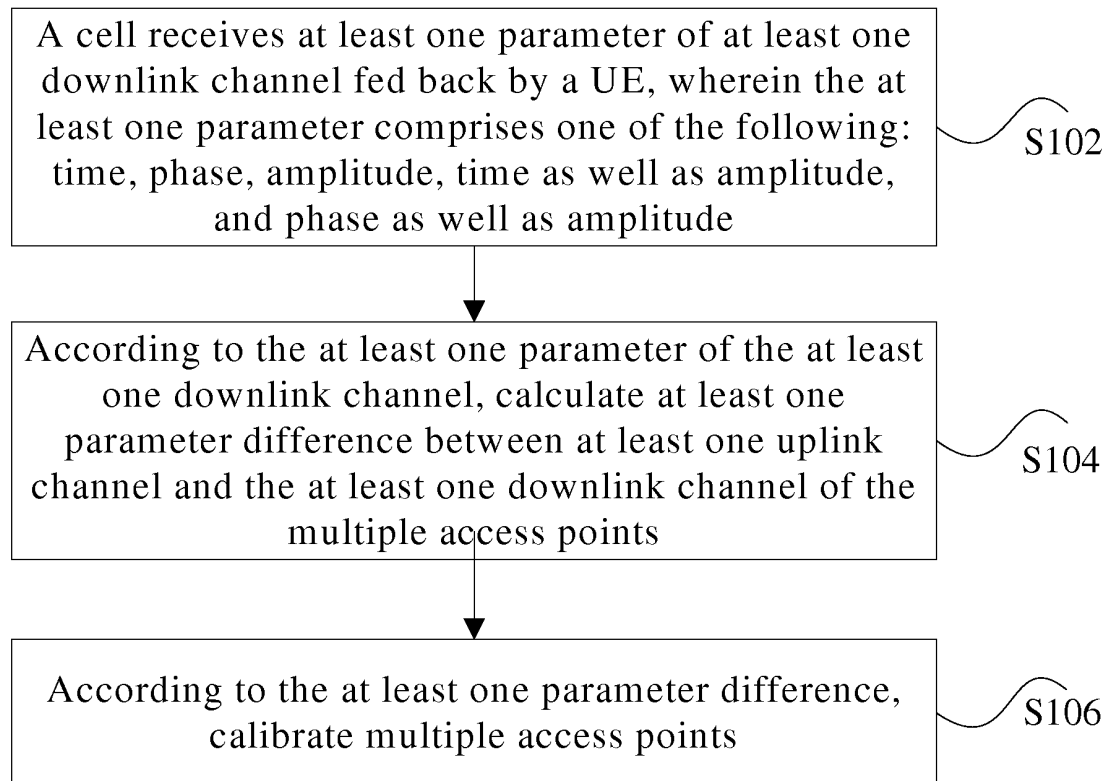 A cell receives at least one parameter of at least one
downlink channel fed back by a UE, wherein the at
least one parameter comprises one of the following:
time, phase, amplitude, time as well as amplitude,
and phase as well as amplitude
S102
According to the at least one parameter of the at least
one downlink channel, calculate at least one
parameter difference between at least one uplink
channel and the at least one downlink channel of the
multiple access points
S104
According to the at least one parameter difference,
calibrate multiple access points
S106